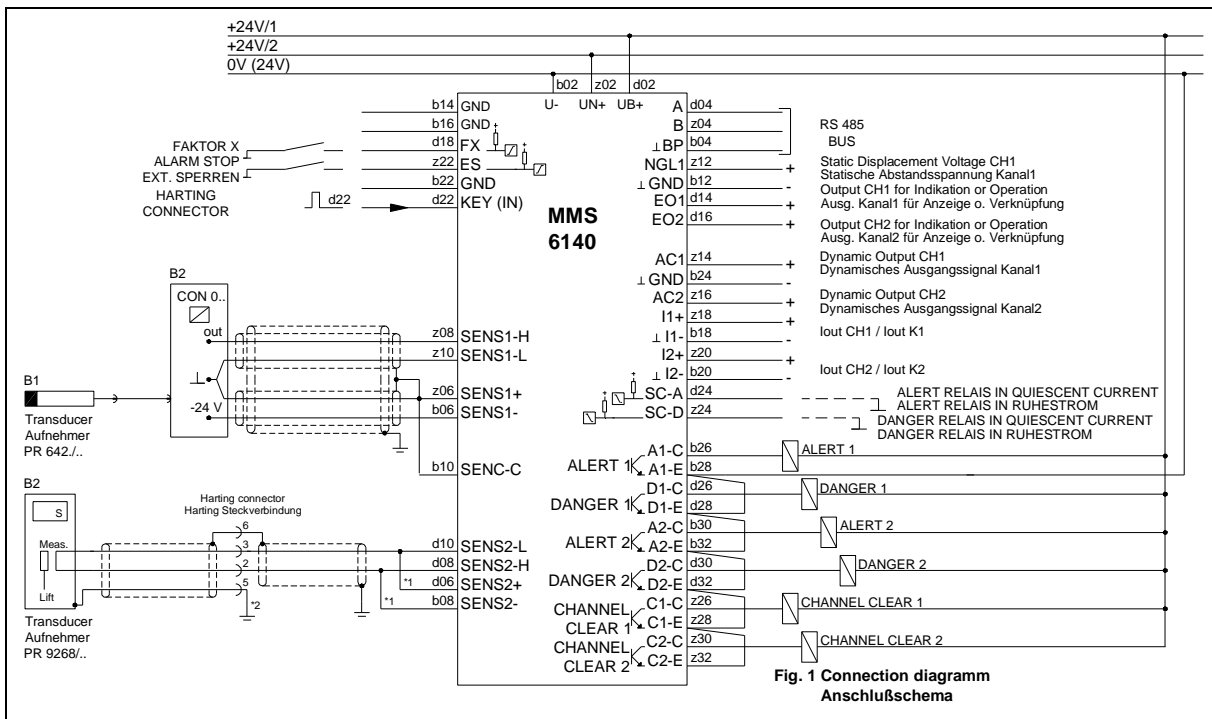 +24V/1
+24V/2
0V (24V)
b02 z02 d02
U- UN+ UB+
b14 GND
b16 GND
FAKTOR X d18 FX
ALARM STOP
EXT. SPERREN z22 ES
b22 GND
HARTING
CONNECTOR
d22
d22 KEY (IN)
MMS
6140
A d04
B z04
⊥BP b04
RS 485
BUS
NGL1 z12 +
Static Displacement Voltage CH1
Statische Abstandsspannung Kanal1
⊥ GND b12 -
Output CH1 for Indikation or Operation
EO1 d14 +
Ausg. Kanal1 für Anzeige o. Verknüpfung
EO2 d16 +
Output CH2 for Indikation or Operation
Ausg. Kanal2 für Anzeige o. Verknüpfung
AC1 z14 +
Dynamic Output CH1
Dynamisches Ausgangssignal Kanal1
⊥ GND b24 -
AC2 z16 +
Dynamic Output CH2
Dynamisches Ausgangssignal Kanal2
I1+ z18 +
⊥ I1- b18 -
Iout CH1 / Iout K1
I2+ z20 +
⊥ I2- b20 -
Iout CH2 / Iout K2
SC-A d24
ALERT RELAIS IN QUIESCENT CURRENT
ALERT RELAIS IN RUHESTROM
SC-D z24
DANGER RELAIS IN QUIESCENT CURRENT
DANGER RELAIS IN RUHESTROM
B2
CON 0..
out
⊥
-24 V
z08 SENS1-H
z10 SENS1-L
z06 SENS1+
b06 SENS1-
b10 SENC-C
B1
Transducer
Aufnehmer
PR 642./..
ALERT 1 A1-C b26 ALERT 1
A1-E b28
DANGER 1 D1-C d26 DANGER 1
D1-E d28
ALERT 2 A2-C b30 ALERT 2
A2-E b32
DANGER 2 D2-C d30 DANGER 2
D2-E d32
CHANNEL
CLEAR 1
C1-C z26 CHANNEL CLEAR 1
C1-E z28
CHANNEL
CLEAR 2
C2-C z30 CHANNEL CLEAR 2
C2-E z32
B2
S
Meas.
Lift
Transducer
Aufnehmer
PR 9268/..
Harting connector
Harting Steckverbindung
6
3
2
5
*2
*1
*1
d10 SENS2-L
d08 SENS2-H
d06 SENS2+
b08 SENS2-
Fig. 1 Connection diagramm
Anschlußschema